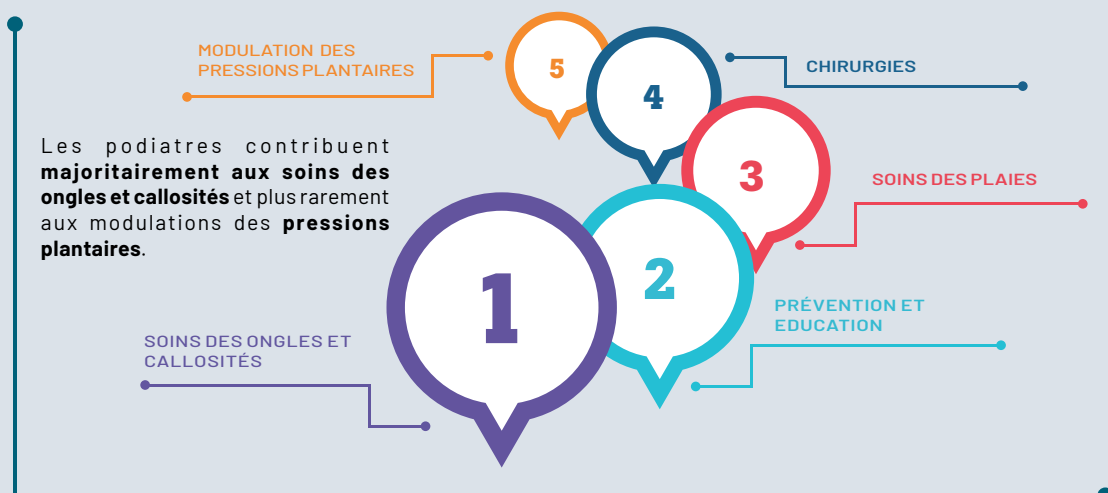 MODULATION DES
PRESSIONS PLANTAIRES
5
4
CHIRURGIES
Les podiatres contribuent
majoritairement aux soins des
ongles et callosités et plus rarement
aux modulations des pressions
plantaires.
3
SOINS DES PLAIES
1
2
PRÉVENTION ET
EDUCATION
SOINS DES ONGLES ET
CALLOSITÉS